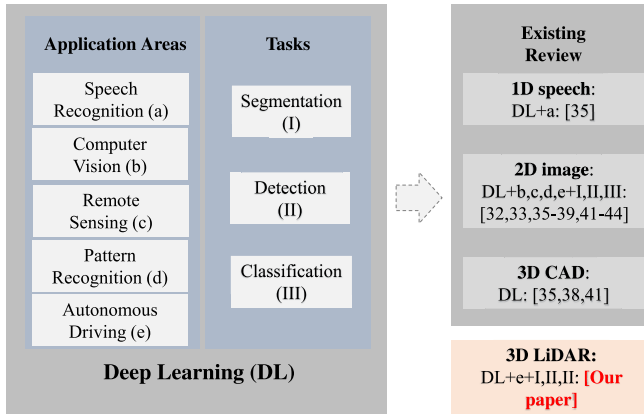 Application Areas
Speech
Recognition (a)
Computer
Vision (b)
Remote
Sensing (c)
Pattern
Recognition (d)
Autonomous
Driving (e)
Tasks
Segmentation
(I)
Detection
(II)
Classification
(III)
Deep Learning (DL)
Existing
Review
1D speech:
DL+a: [35]
2D image:
DL+b,c,d,e+I,II,III:
[32,33,35-39,41-44]
3D CAD:
DL: [35,38,41]
3D LiDAR:
DL+e+I,II,II: [Our
paper]